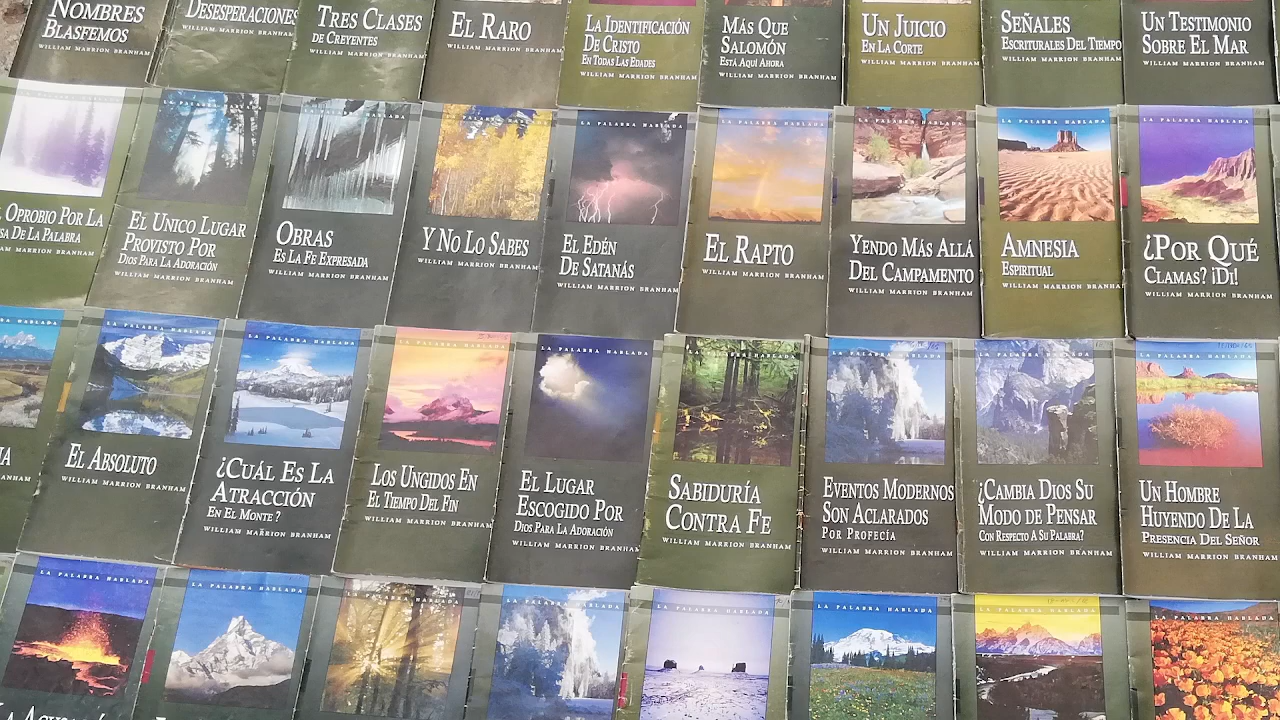 NOMBRES
BLASFEMOS
WILLIAM MARRION BRANHAM
DESESPERACIONES
WILLIAM MARRION BRANHAM
TRES CLASES
DE CREYENTES
WILLIAM MARRION BRANHAM
EL RARO
WILLIAM MARRION BRANHAM
LA IDENTIFICACIÓN
DE CRISTO
EN TODAS LAS EDADES
WILLIAM MARRION BRANHAM
MÁS QUE
SALOMÓN
ESTÁ AQUÍ AHORA
WILLIAM MARRION BRANHAM
UN JUICIO
EN LA CORTE
WILLIAM MARRION BRANHAM
SEÑALES
ESCRITURALES DEL TIEMPO
WILLIAM MARRION BRANHAM
UN TESTIMONIO
SOBRE EL MAR
WILLIAM MARRION BRANHAM
OPROBIO POR LA
DE LA PALABRA
MARRION BRANHAM
LA PALABRA HABLADA
EL UNICO LUGAR
PROVISTO POR
DIOS PARA LA ADORACIÓN
WILLIAM MARRION BRANHAM
LA PALABRA HABLADA
OBRAS
ES LA FE EXPRESADA
WILLIAM MARRION BRANHAM
LA PALABRA HABLADA
Y NO LO SABES
WILLIAM MARRION BRANHAM
LA PALABRA HABLADA
EL EDÉN
DE SATANÁS
WILLIAM MARRION BRANHAM
LA PALABRA HABLADA
EL RAPTO
WILLIAM MARRION BRANHAM
LA PALABRA HABLADA
YENDO MÁS ALLÁ
DEL CAMPAMENTO
WILLIAM MARRION BRANHAM
LA PALABRA HABLADA
AMNESIA
ESPIRITUAL
WILLIAM MARRION BRANHAM
LA PALABRA HABLADA
¿POR QUÉ
CLAMAS? ¡DI!
WILLIAM MARRION BRANHAM
HABLADA
LA PALABRA HABLADA
EL ABSOLUTO
WILLIAM MARRION BRANHAM
LA PALABRA HABLADA
¿CUÁL ES LA
ATRACCIÓN
EN EL MONTE?
WILLIAM MARRION BRANHAM
LA PALABRA HABLADA
LOS UNGIDOS EN
EL TIEMPO DEL FIN
WILLIAM MARRION BRANHAM
LA PALABRA HABLADA
EL LUGAR
ESCOGIDO POR
DIOS PARA LA ADORACIÓN
WILLIAM MARRION BRANHAM
LA PALABRA HABLADA
SABIDURÍA
CONTRA FE
WILLIAM MARRION BRANHAM
LA PALABRA HABLADA
EVENTOS MODERNOS
SON ACLARADOS
POR PROFECÍA
WILLIAM MARRION BRANHAM
LA PALABRA HABLADA
¿CAMBIA DIOS SU
MODO DE PENSAR
CON RESPECTO A SU PALABRA?
WILLIAM MARRION BRANHAM
LA PALABRA HABLADA
UN HOMBRE
HUYENDO DE LA
PRESENCIA DEL SEÑOR
WILLIAM MARRION BRANHAM
LA PALABRA HABLADA
LA PALABRA HABLADA
LA PALABRA HABLADA
LA PALABRA HABLADA
LA PALABRA HABLADA
LA PALABRA HABLADA
LA PALABRA HABLADA
LA PALABRA HABLADA